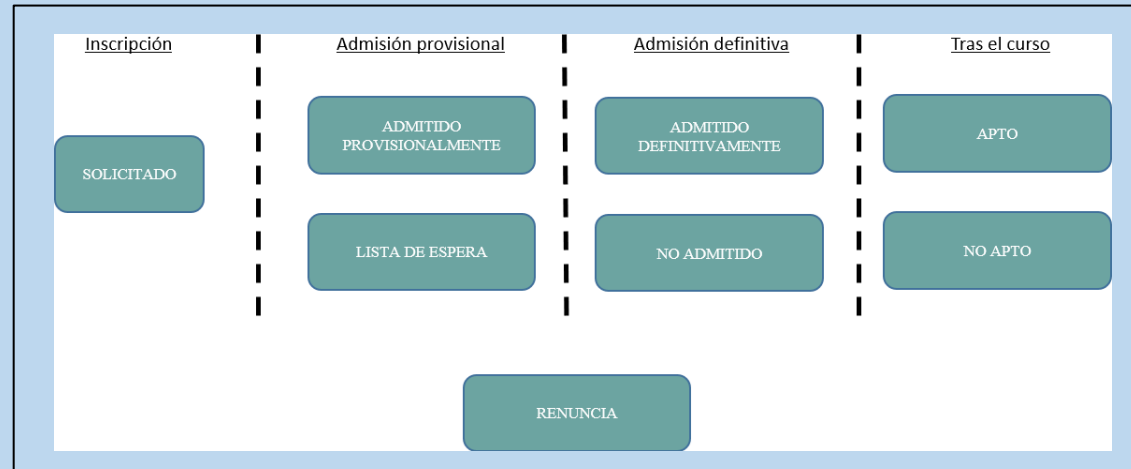 Inscripción
Admisión provisional
Admisión definitiva
Tras el curso
SOLICITADO
ADMITIDO
PROVISIONALMENTE
ADMITIDO
DEFINITIVAMENTE
APTO
LISTA DE ESPERA
NO ADMITIDO
NO APTO
RENUNCIA